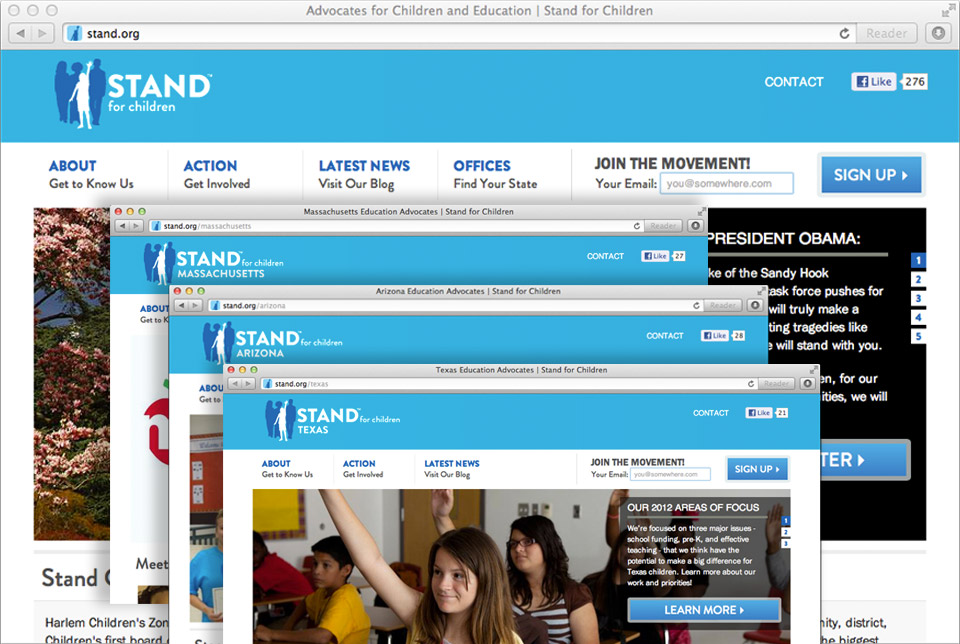 Advocates for Children and Education | Stand for Children
stand.org
Reader
STAND™
for children
CONTACT
Like
276
ABOUT
Get to Know Us
ACTION
Get Involved
LATEST NEWS
Visit Our Blog
OFFICES
Find Your State
JOIN THE MOVEMENT!
Your Email:
you@somewhere.com
SIGN UP
PRESIDENT OBAMA:
ke of the Sandy Hook
task force pushes for
will truly make a
ting tragedies like
e will stand with you.
en, for our
ities, we will
TER
1
2
3
4
5
Stand
Harlem Children's Zon
Children's first board
unity, district,
the biggest
Massachusetts Education Advocates | Stand for Children
stand.org/massachusetts
Reader
STAND™ for children
MASSACHUSETTS
CONTACT
Like
27
ABOU
Get to K
Meet
Arizona Education Advocates | Stand for Children
stand.org/arizona
Reader
STAND™ for children
ARIZONA
CONTACT
Like
28
ABOU
Get to
Texas Education Advocates | Stand for Children
stand.org/texas
Reader
STAND™ for children
TEXAS
CONTACT
Like
21
ABOUT
Get to Know Us
ACTION
Get Involved
LATEST NEWS
Visit Our Blog
JOIN THE MOVEMENT!
Your Email:
you@somewhere.com
SIGN UP
OUR 2012 AREAS OF FOCUS
We're focused on three major issues -
school funding, pre-K, and effective
teaching - that we think have the
potential to make a big difference for
Texas children. Learn more about our
work and priorities!
LEARN MORE
1
2
3